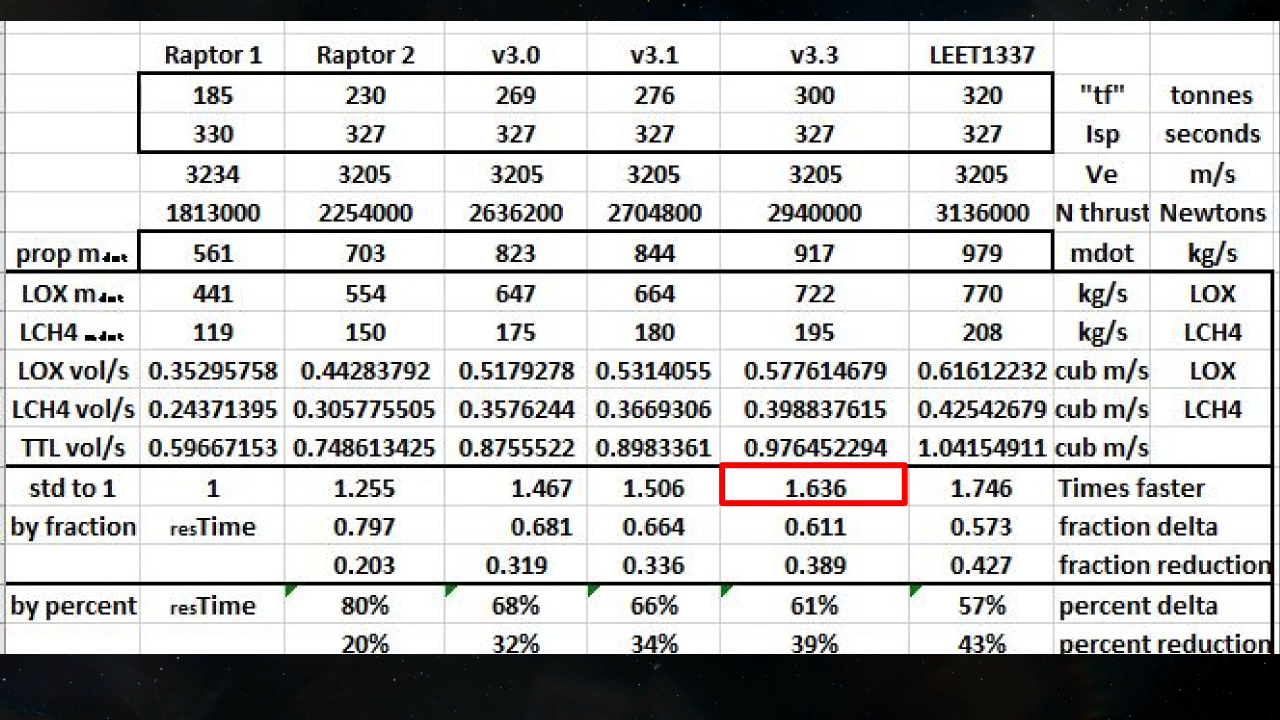 Raptor 1 Raptor 2 v3.0 v3.1 v3.3 LEET1337
185 230 269 276 300 320 "tf" tonnes
330 327 327 327 327 327 Isp seconds
3234 3205 3205 3205 3205 3205 Ve m/s
1813000 2254000 2636200 2704800 2940000 3136000 N thrust Newtons
prop mdot 561 703 823 844 917 979 mdot kg/s
LOX mdot 441 554 647 664 722 770 kg/s LOX
LCH4 mdot 119 150 175 180 195 208 kg/s LCH4
LOX vol/s 0.35295758 0.44283792 0.5179278 0.5314055 0.577614679 0.61612232 cub m/s LOX
LCH4 vol/s 0.24371395 0.305775505 0.3576244 0.3669306 0.398837615 0.42542679 cub m/s LCH4
TTL vol/s 0.59667153 0.748613425 0.8755522 0.8983361 0.976452294 1.04154911 cub m/s
std to 1 1 1.255 1.467 1.506 1.636 1.746 Times faster
by fraction resTime 0.797 0.681 0.664 0.611 0.573 fraction delta
0.203 0.319 0.336 0.389 0.427 fraction reduction
by percent resTime 80% 68% 66% 61% 57% percent delta
20% 32% 34% 39% 43% percent reduction